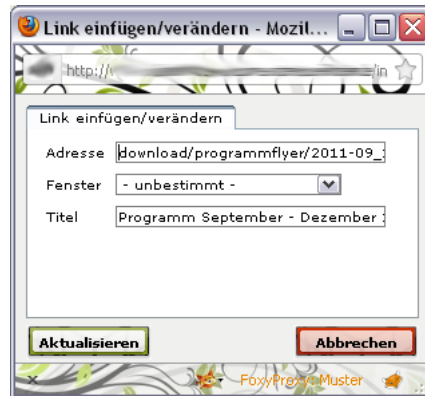 Link einfügen/verändern - Mozil...
http://
/in
Link einfügen/verändern
Adresse download/programmflyer/2011-09_
Fenster - unbestimmt -
Titel Programm September - Dezember
Aktualisieren Abbrechen
FoxyProxy: Muster